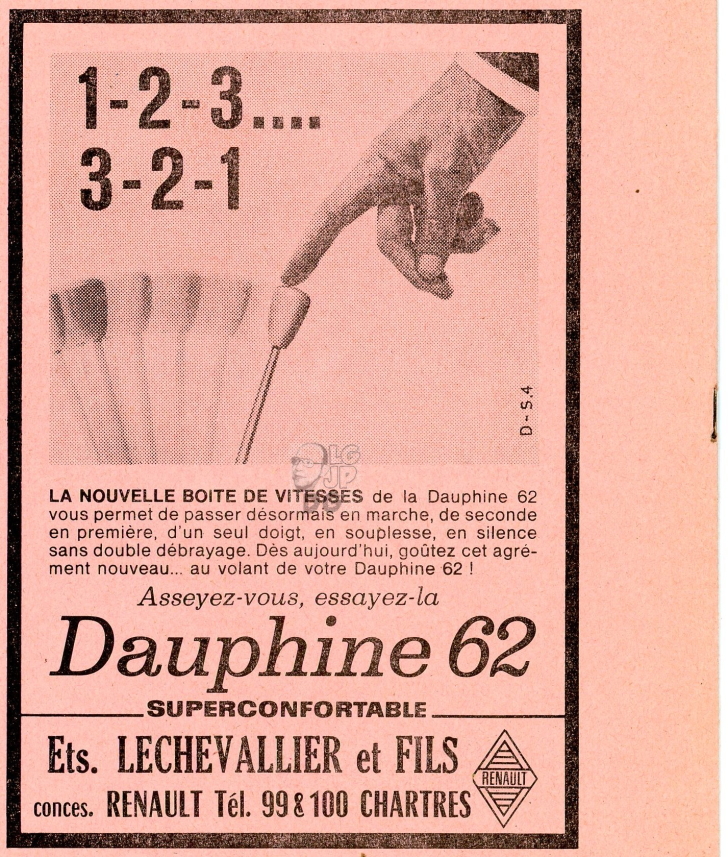 1-2-3....
3-2-1
D-S.4
LG
JP
LA NOUVELLE BOITE DE VITESSES de la Dauphine 62
vous permet de passer désormais en marche, de seconde
en première, d'un seul doigt, en souplesse, en silence
sans double débrayage. Dès aujourd'hui, goûtez cet agré-
ment nouveau... au volant de votre Dauphine 62 !
Asseyez-vous, essayez-la
Dauphine 62
SUPERCONFORTABLE
Ets. LECHEVALLIER et FILS
conces. RENAULT Tél. 99 & 100 CHARTRES
RENAULT